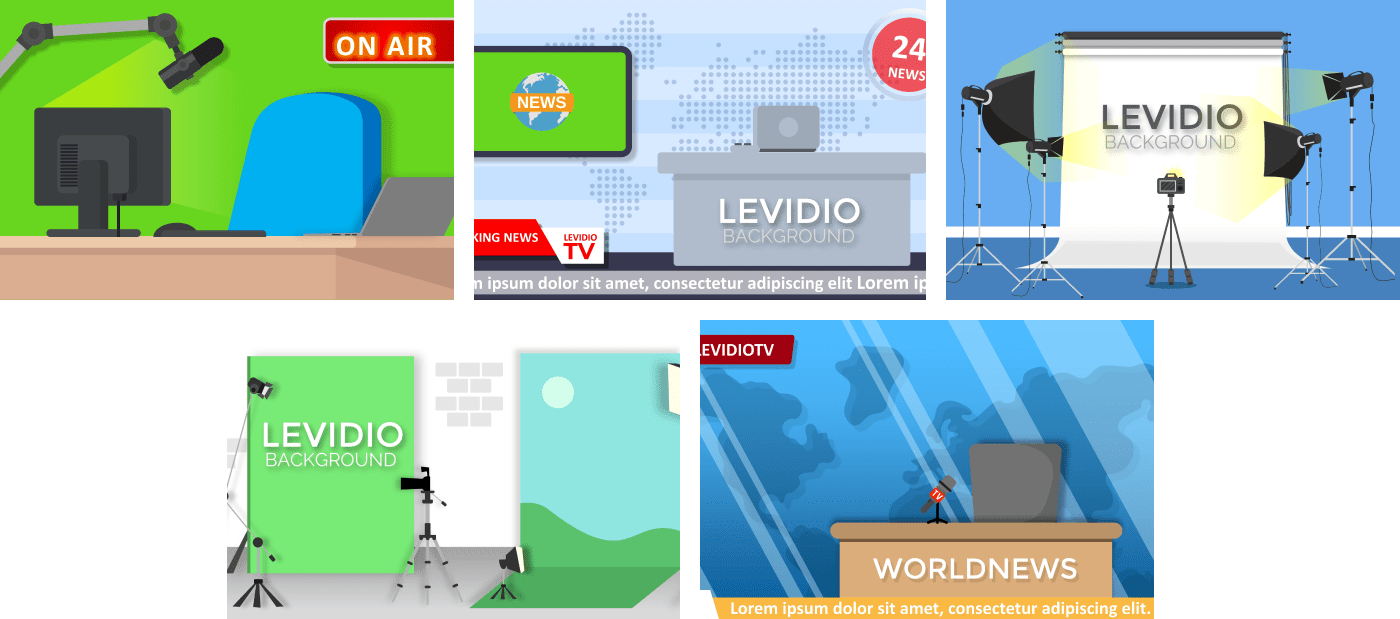 ON AIR
NEWS
24
NEWS
LEVIDIO
BACKGROUND
KING NEWS
LEVIDIO
TV
m ipsum dolor sit amet, consectetur adipiscing elit Lorem ip
LEVIDIO
BACKGROUND
LEVIDIO
BACKGROUND
LEVIDIOTV
TV
WORLDNEWS
Lorem ipsum dolor sit amet, consectetur adipiscing elit.